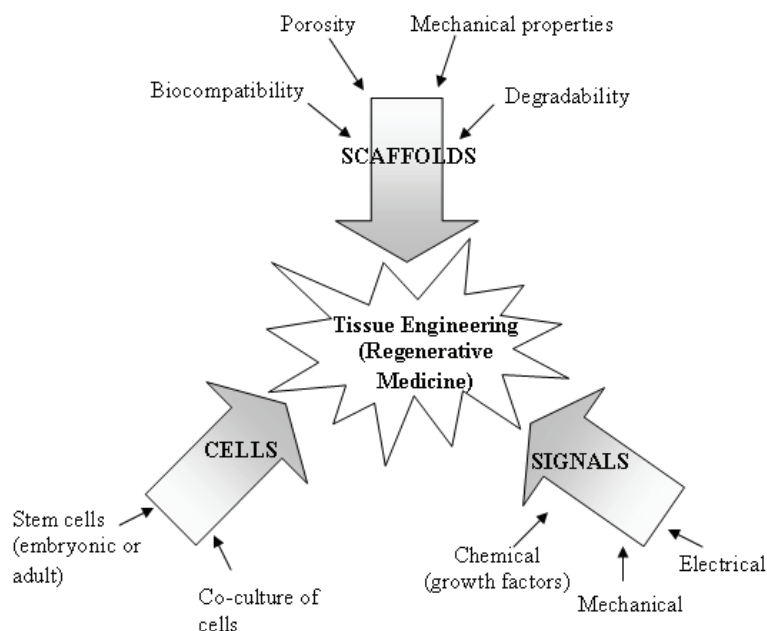 Porosity
Mechanical properties
Biocompatibility
Degradability
SCAFFOLDS
Tissue Engineering
(Regenerative
Medicine)
CELLS
SIGNALS
Stem cells
(embryonic or
adult)
Co-culture of
cells
Chemical
(growth factors)
Mechanical
Electrical